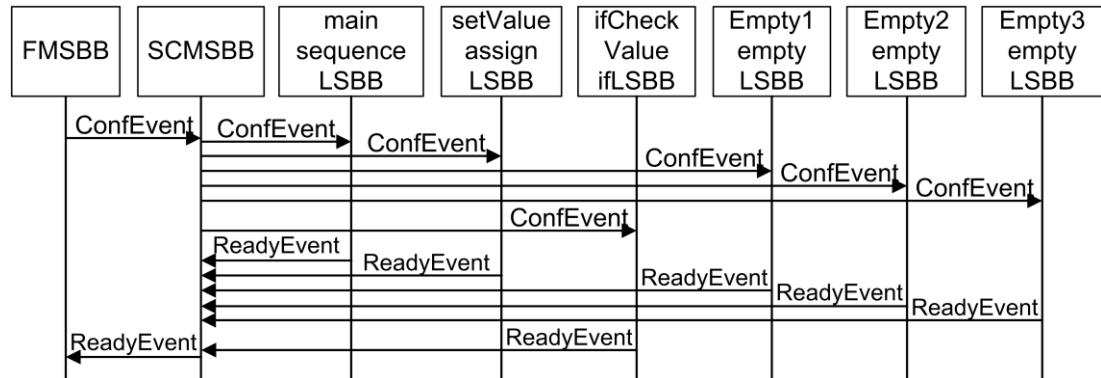 FMSBB
SCMSBB
main
sequence
LSBB
setValue
assign
LSBB
ifCheck
Value
ifLSBB
Empty1
empty
LSBB
Empty2
empty
LSBB
Empty3
empty
LSBB
ConfEvent
ConfEvent
ConfEvent
ConfEvent
ConfEvent
ConfEvent
ConfEvent
ReadyEvent
ReadyEvent
ReadyEvent
ReadyEvent
ReadyEvent
ReadyEvent
ReadyEvent